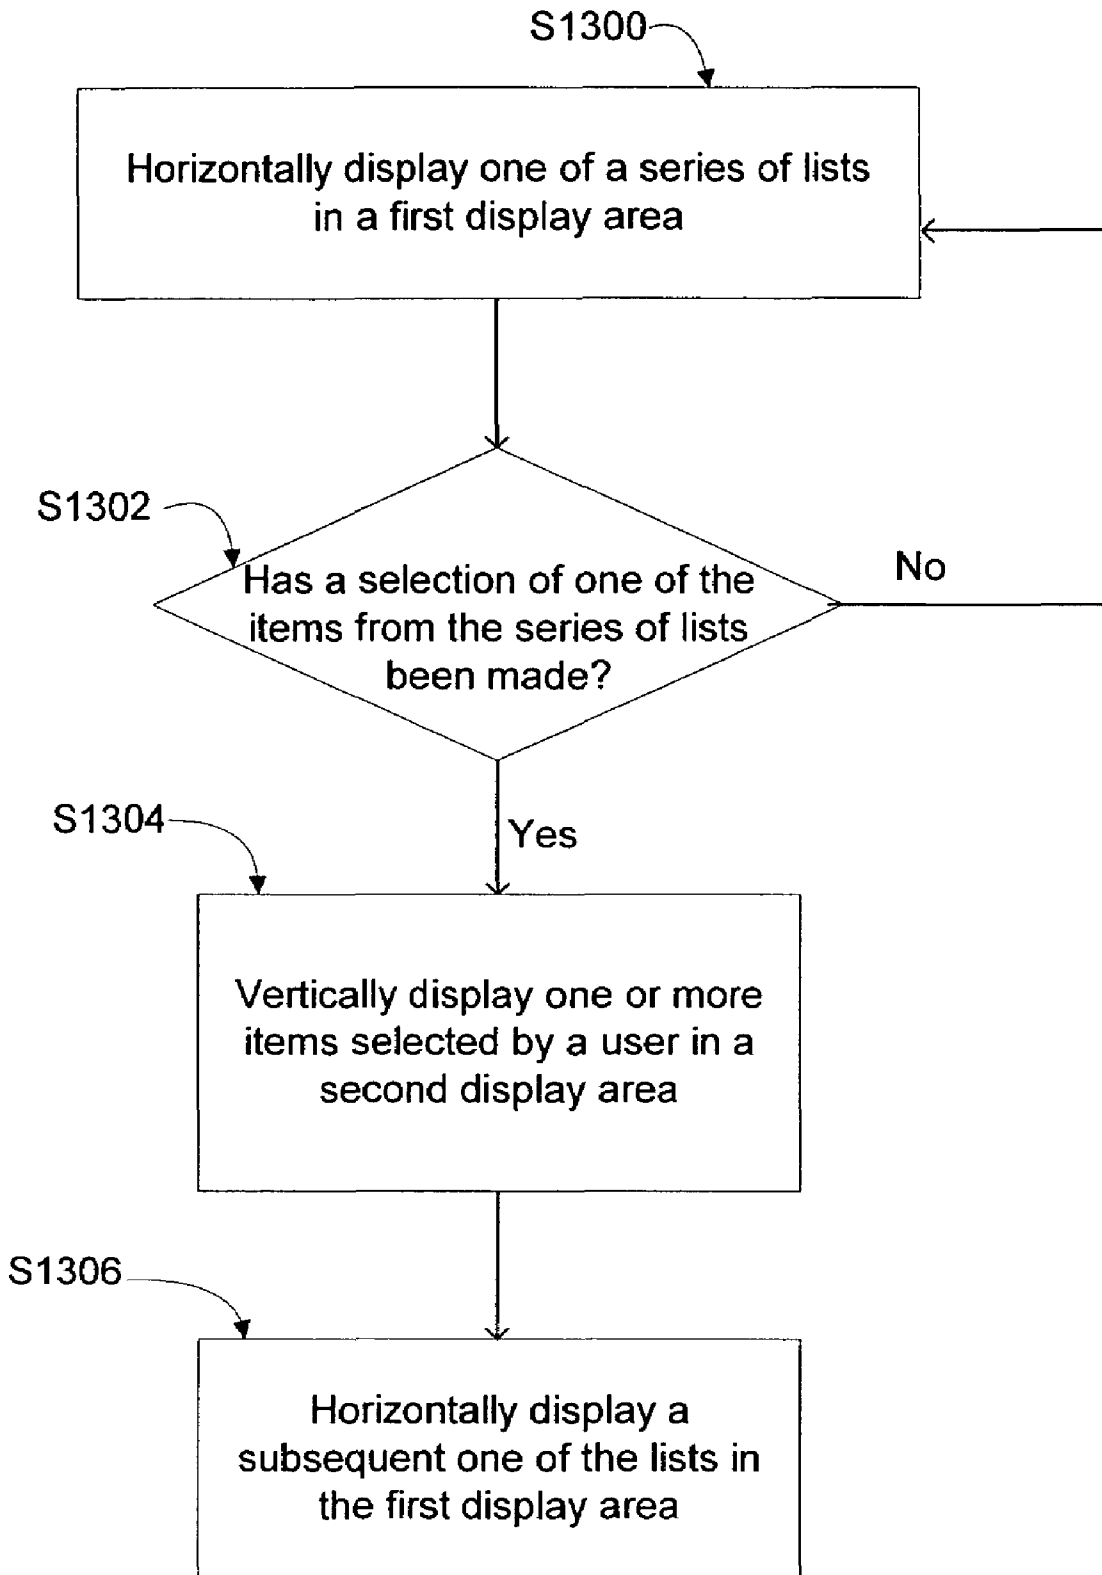 S1300
Horizontally display one of a series of lists
in a first display area
S1302
Has a selection of one of the
items from the series of lists
been made?
No
S1304
Yes
Vertically display one or more
items selected by a user in a
second display area
S1306
Horizontally display a
subsequent one of the lists in
the first display area